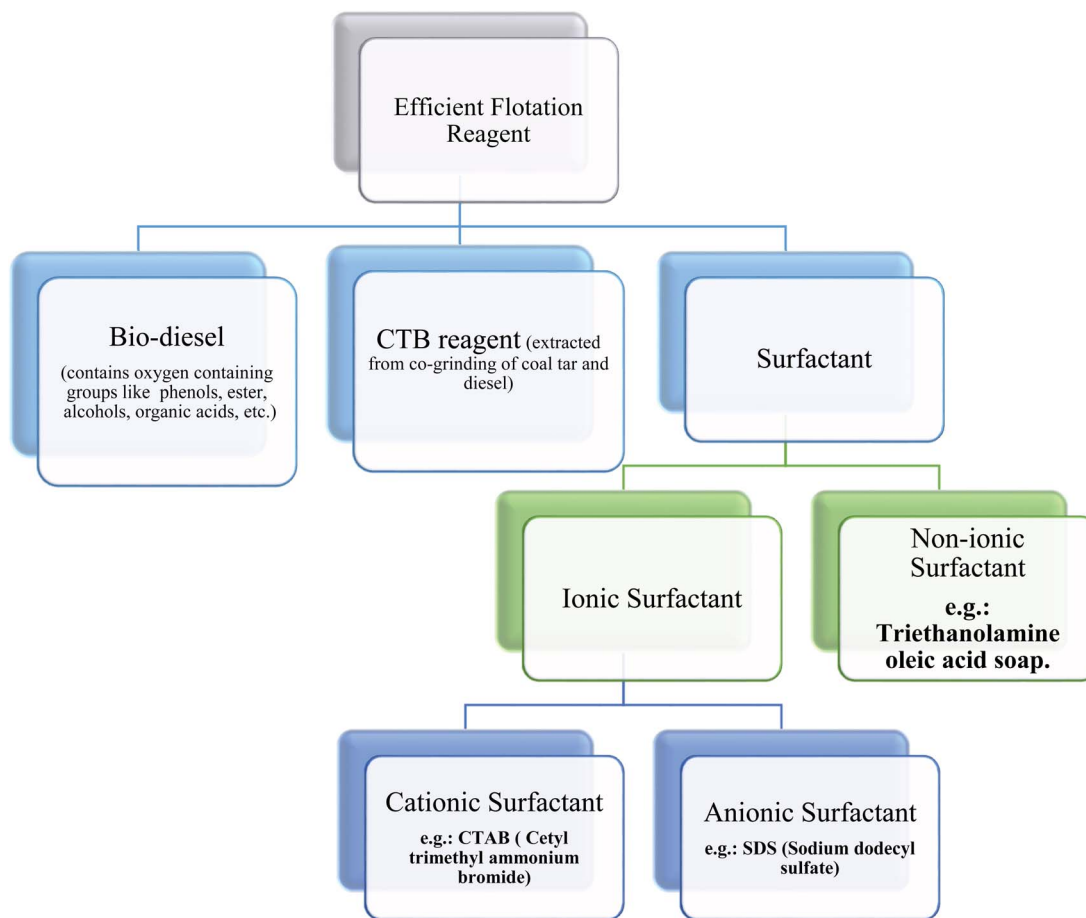 Efficient Flotation
Reagent
Bio-diesel
(contains oxygen containing
groups like phenols, ester,
alcohols, organic acids, etc.)
CTB reagent (extracted
from co-grinding of coal tar and
diesel)
Surfactant
Ionic Surfactant
Non-ionic
Surfactant
e.g.:
Triethanolamine
oleic acid soap.
Cationic Surfactant
e.g.: CTAB ( Cetyl
trimethyl ammonium
bromide)
Anionic Surfactant
e.g.: SDS (Sodium dodecyl
sulfate)